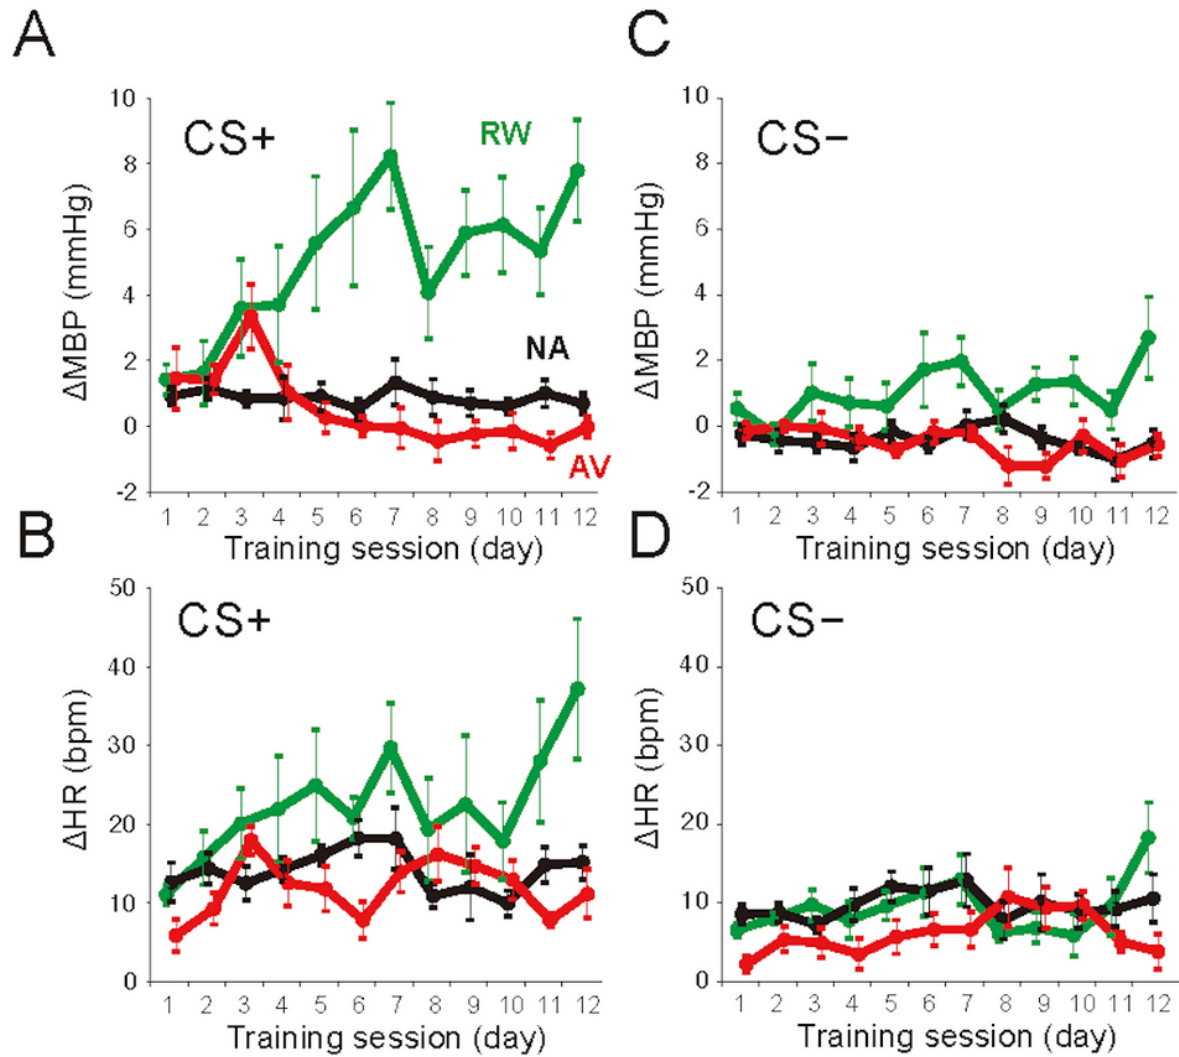 A
CS+
RW
NA
AV
ΔMBP (mmHg)
10
8
6
4
2
0
-2
1 2 3 4 5 6 7 8 9 10 11 12
Training session (day)
C
CS−
ΔMBP (mmHg)
10
8
6
4
2
0
-2
1 2 3 4 5 6 7 8 9 10 11 12
Training session (day)
B
CS+
ΔHR (bpm)
50
40
30
20
10
0
1 2 3 4 5 6 7 8 9 10 11 12
Training session (day)
D
CS−
ΔHR (bpm)
50
40
30
20
10
0
1 2 3 4 5 6 7 8 9 10 11 12
Training session (day)